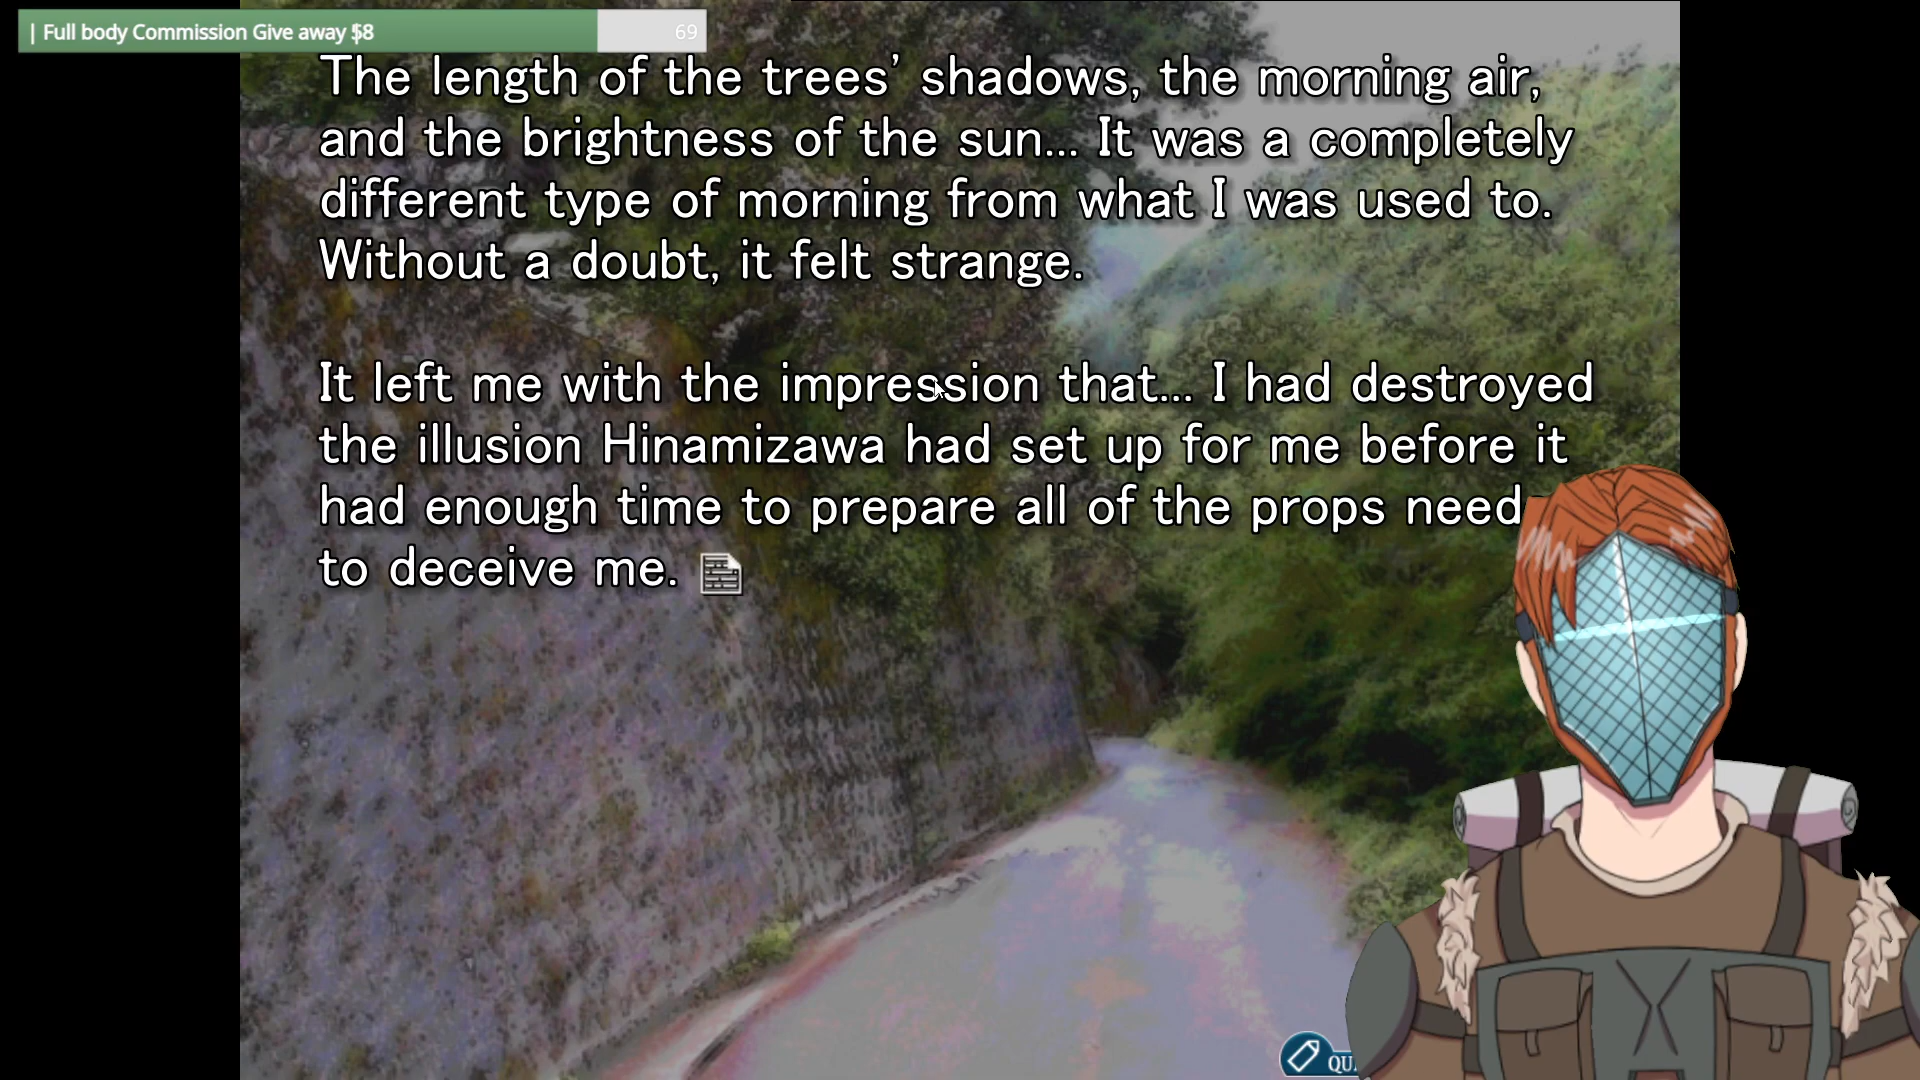 | Full body Commission Give away $8
69
The length of the trees’ shadows, the morning air,
and the brightness of the sun... It was a completely
different type of morning from what I was used to.
Without a doubt, it felt strange.
It left me with the impression that... I had destroyed
the illusion Hinamizawa had set up for me before it
had enough time to prepare all of the props need
to deceive me.
QU